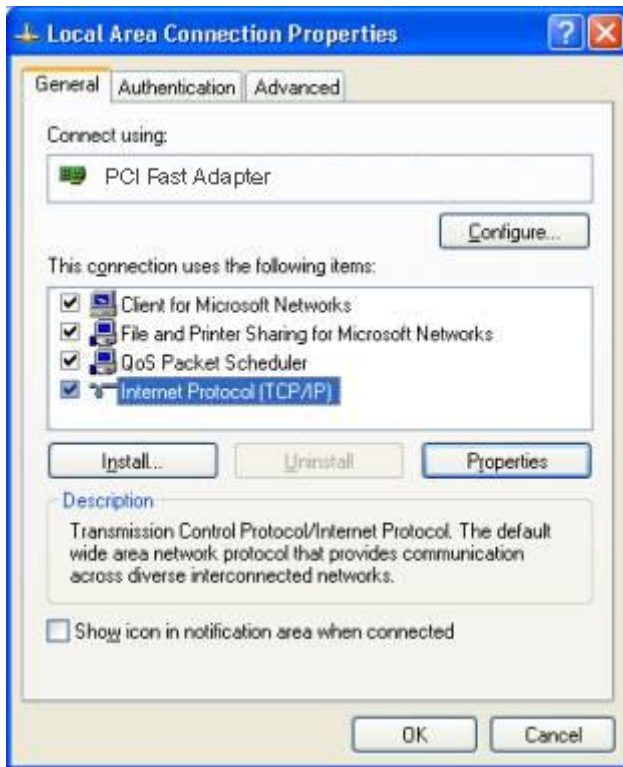 Local Area Connection Properties
General Authentication Advanced
Connect using:
PCI Fast Adapter
Configure...
This connection uses the following items:
Client for Microsoft Networks
File and Printer Sharing for Microsoft Networks
QoS Packet Scheduler
Internet Protocol (TCP/IP)
Install... Uninstall Properties
Description
Transmission Control Protocol/Internet Protocol. The default
wide area network protocol that provides communication
across diverse interconnected networks.
Show icon in notification area when connected
OK Cancel